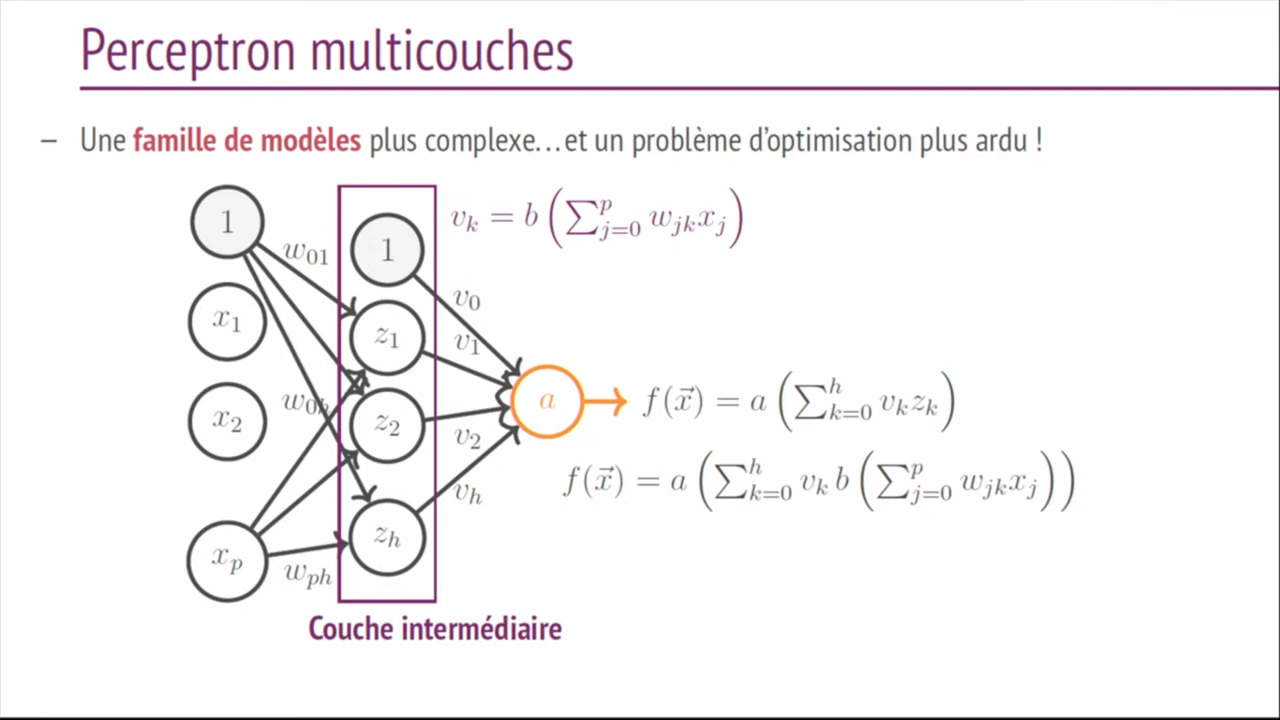 Perceptron multicouches
– Une famille de modèles plus complexe...et un problème d'optimisation plus ardu !
1
x_1
x_2
x_p
w_{01}
w_{0h}
w_{ph}
1
z_1
z_2
z_h
v_k = b(∑_{j=0}^{p} w_{jk}x_j)
v_0
v_1
v_2
v_h
a
f(\vec{x}) = a(∑_{k=0}^{h} v_k z_k)
f(\vec{x}) = a(∑_{k=0}^{h} v_k b(∑_{j=0}^{p} w_{jk}x_j))
Couche intermédiaire